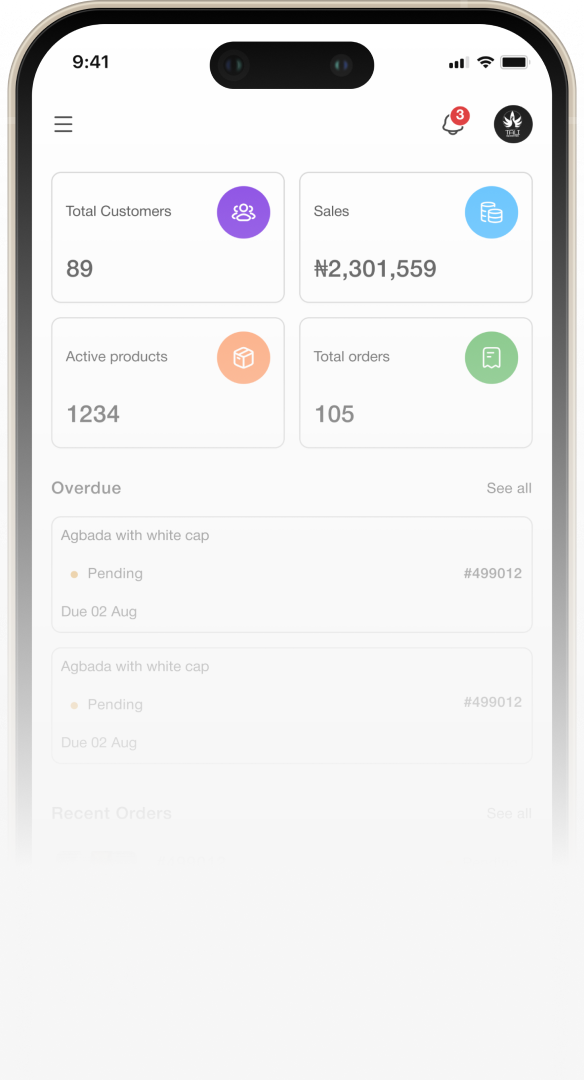 9:41
3
Total Customers
89
Sales
₦2,301,559
Active products
1234
Total orders
105
Overdue
See all
Agbada with white cap
Pending
#499012
Due 02 Aug
Agbada with white cap
Pending
#499012
Due 02 Aug
Recent Orders
See all